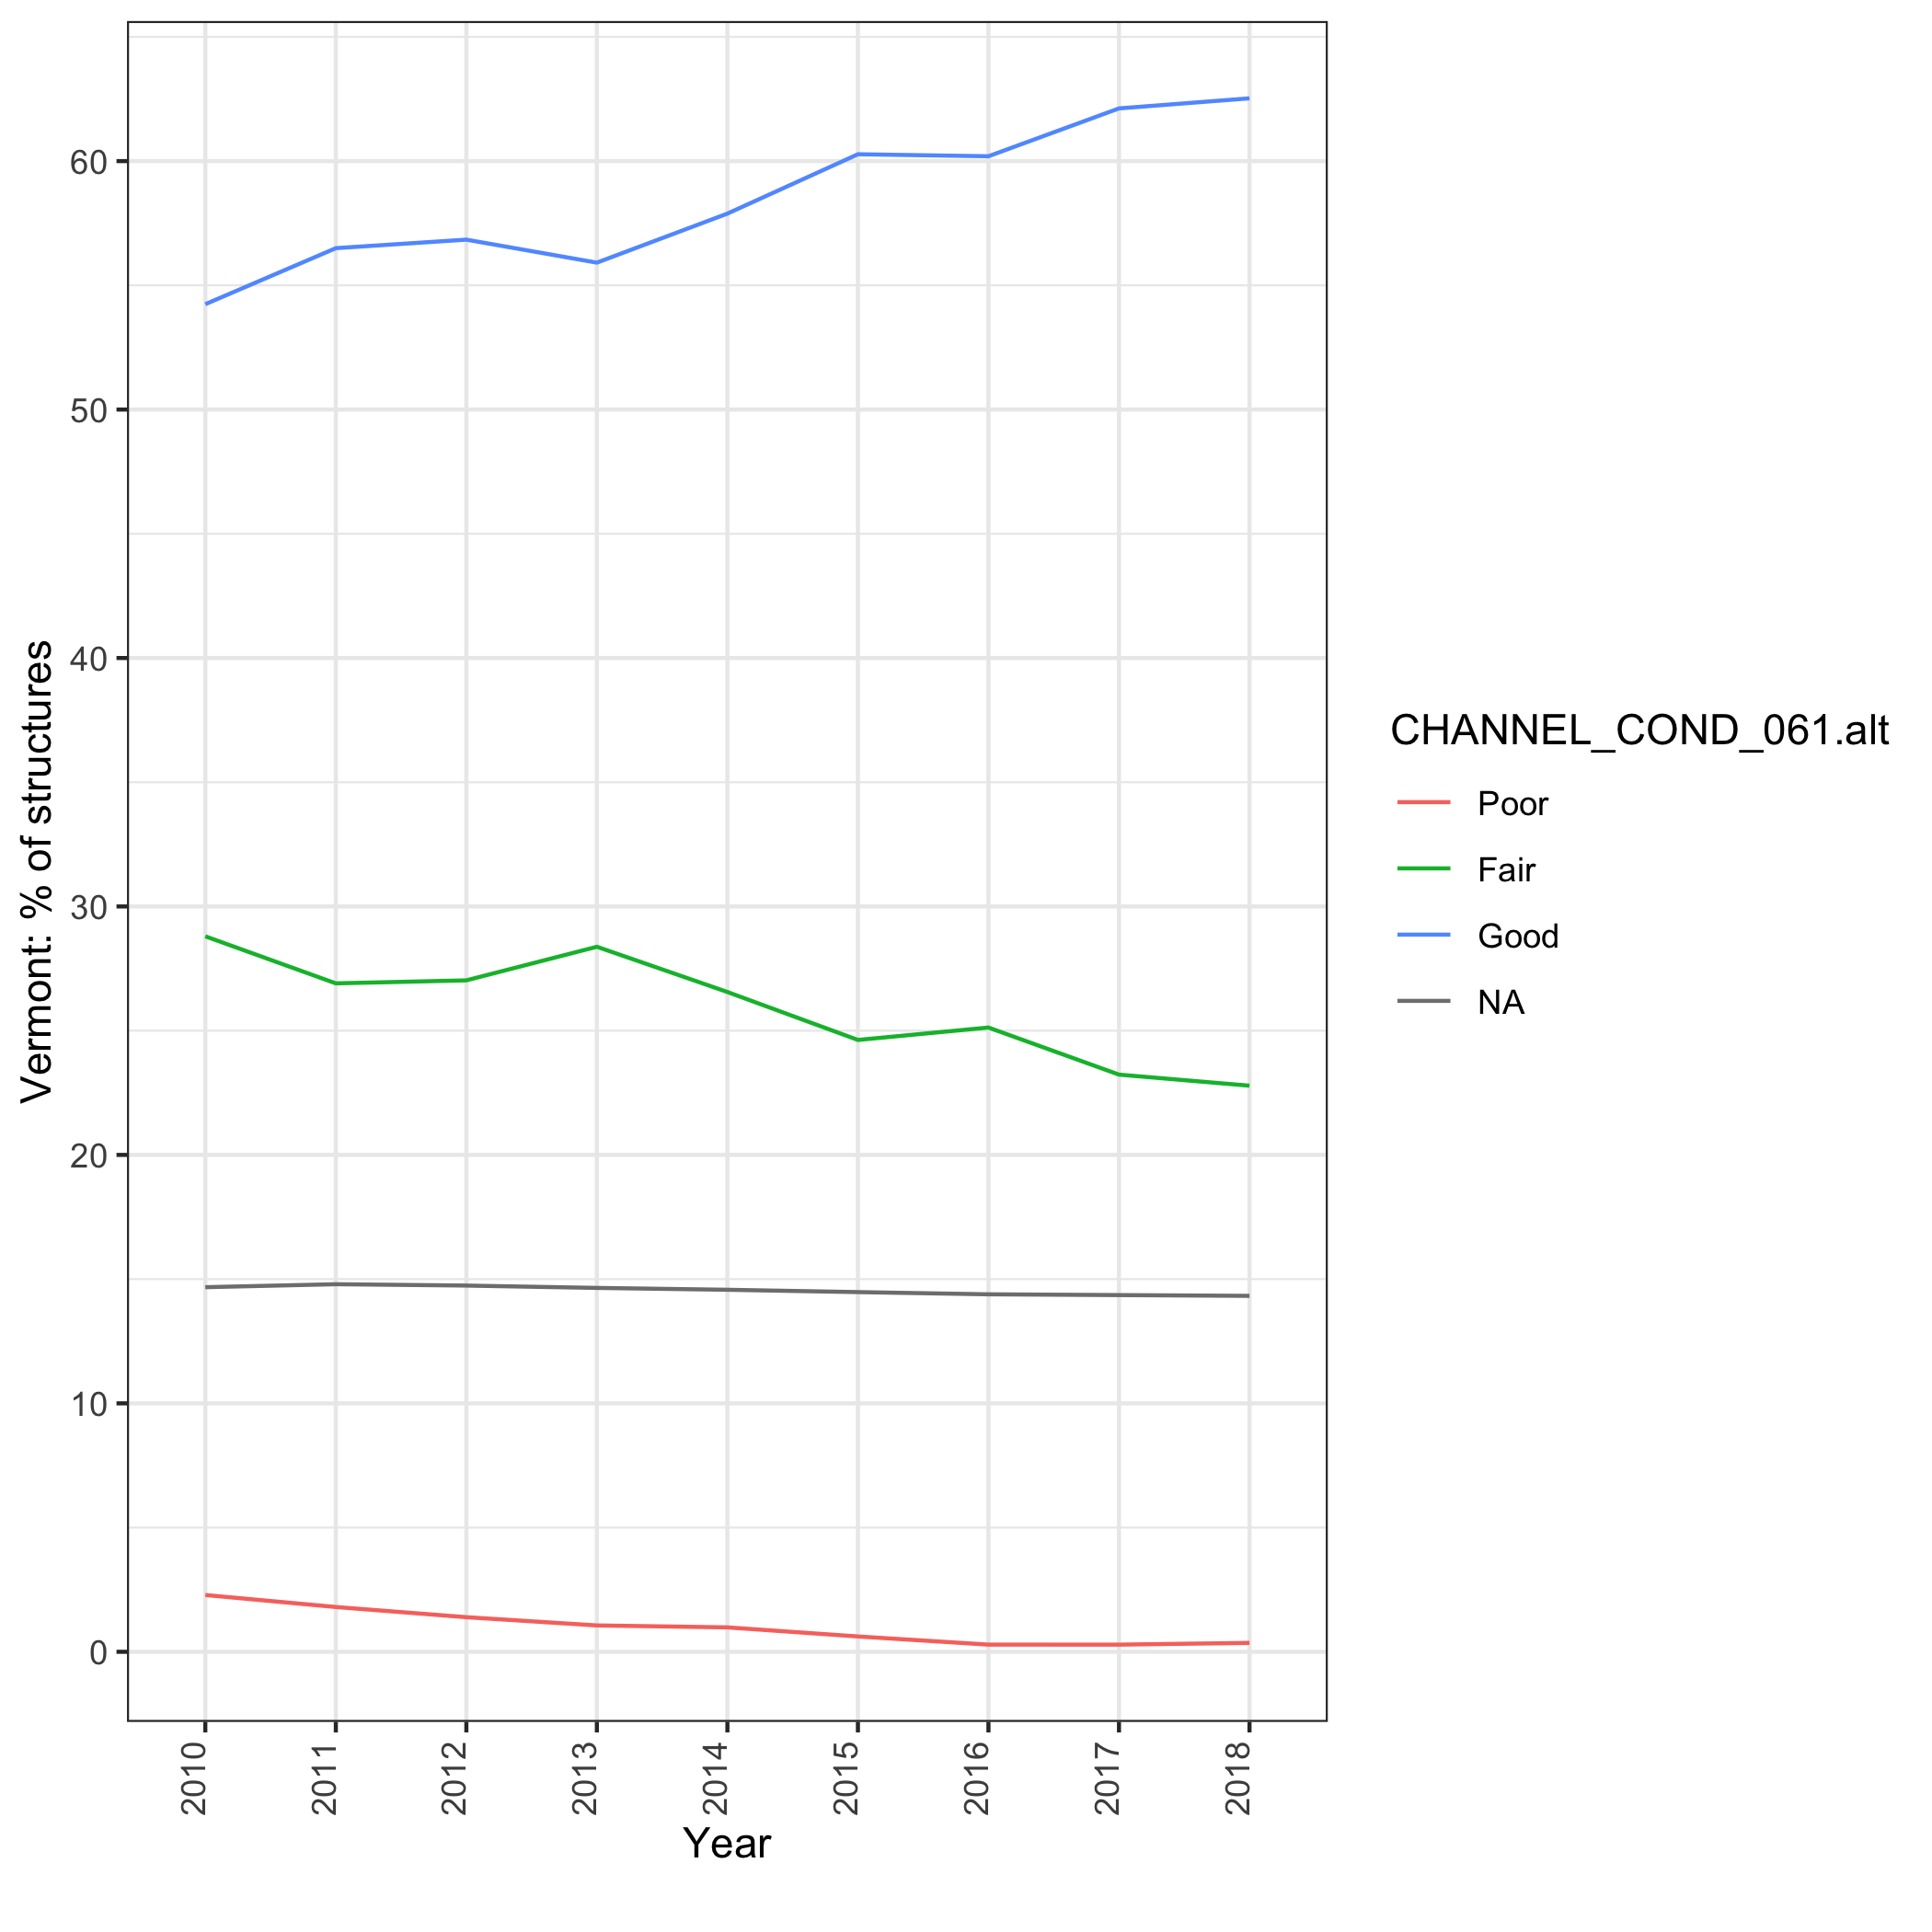 Vermont: % of structures
60
50
40
30
20
10
0
2010
2011
2012
2013
2014
2015
2016
2017
2018
Year
CHANNEL_COND_061.alt
Poor
Fair
Good
NA